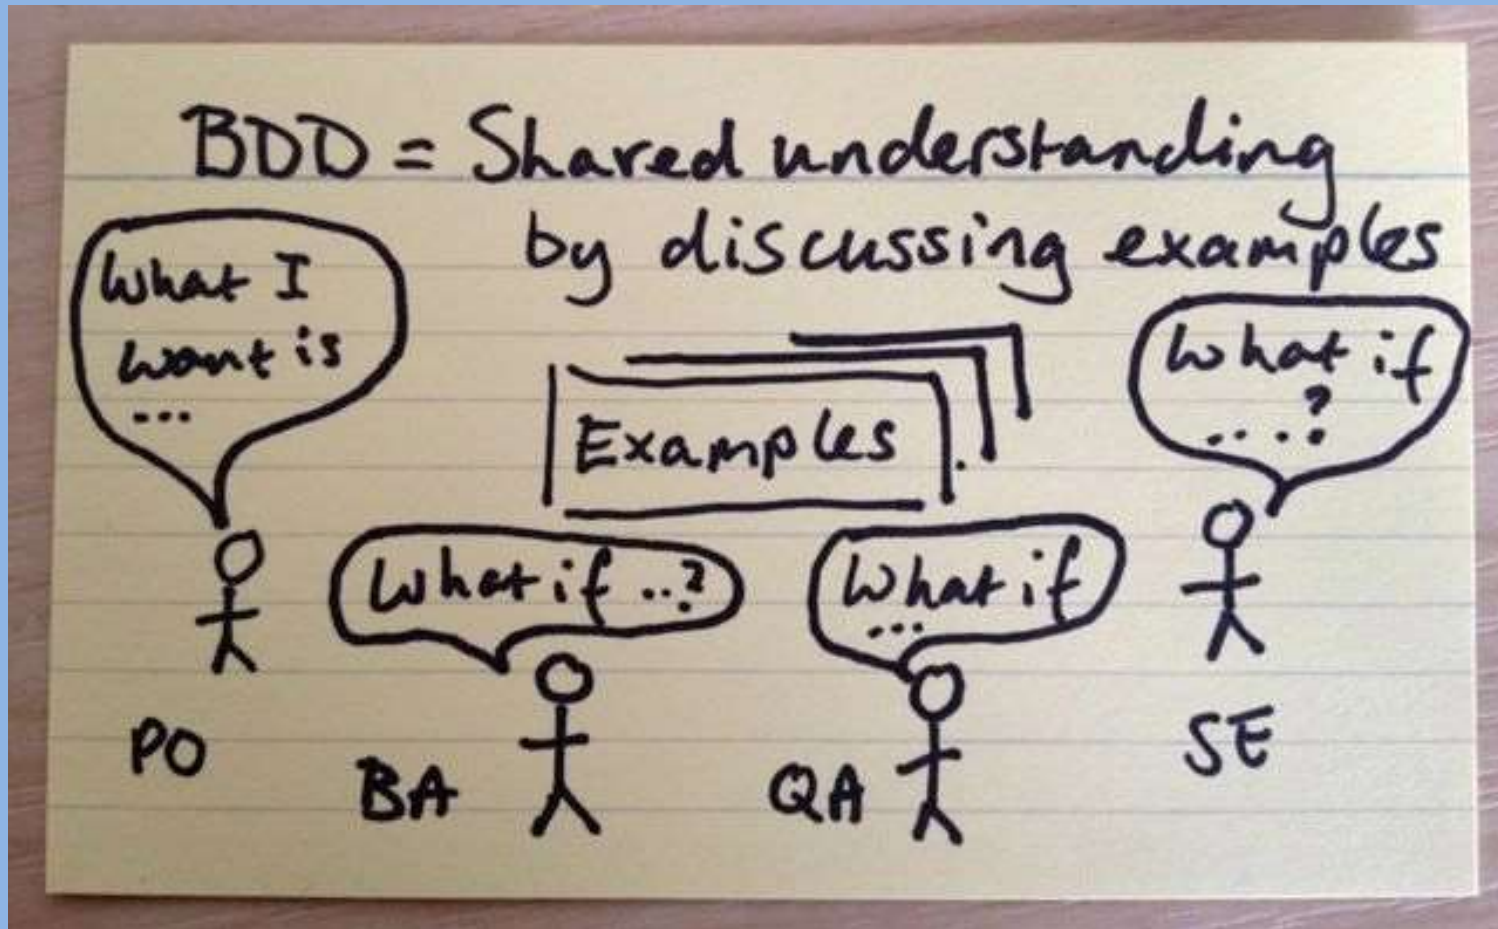 BDD = Shared understanding
by discussing examples
What I
want is
...
What if
...?
Examples
What if ..?
What if
...
PO
BA
QA
SE